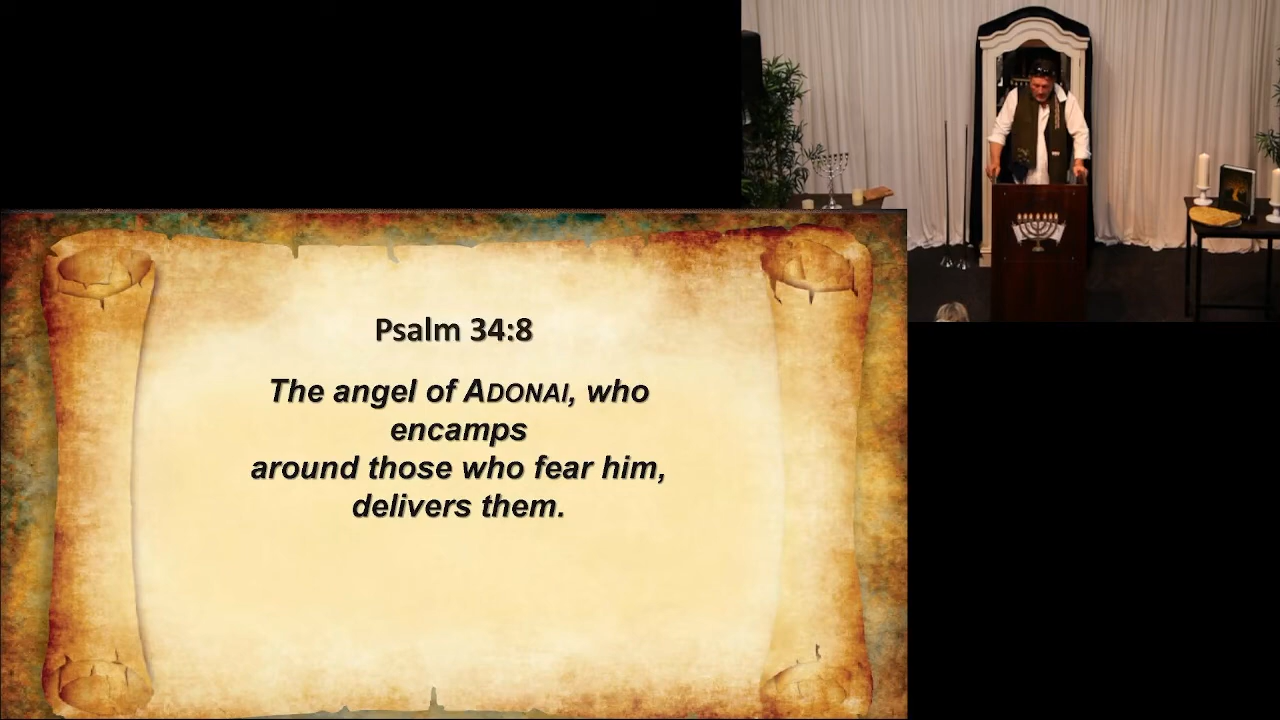 Psalm 34:8
The angel of ADONAI, who
encamps
around those who fear him,
delivers them.